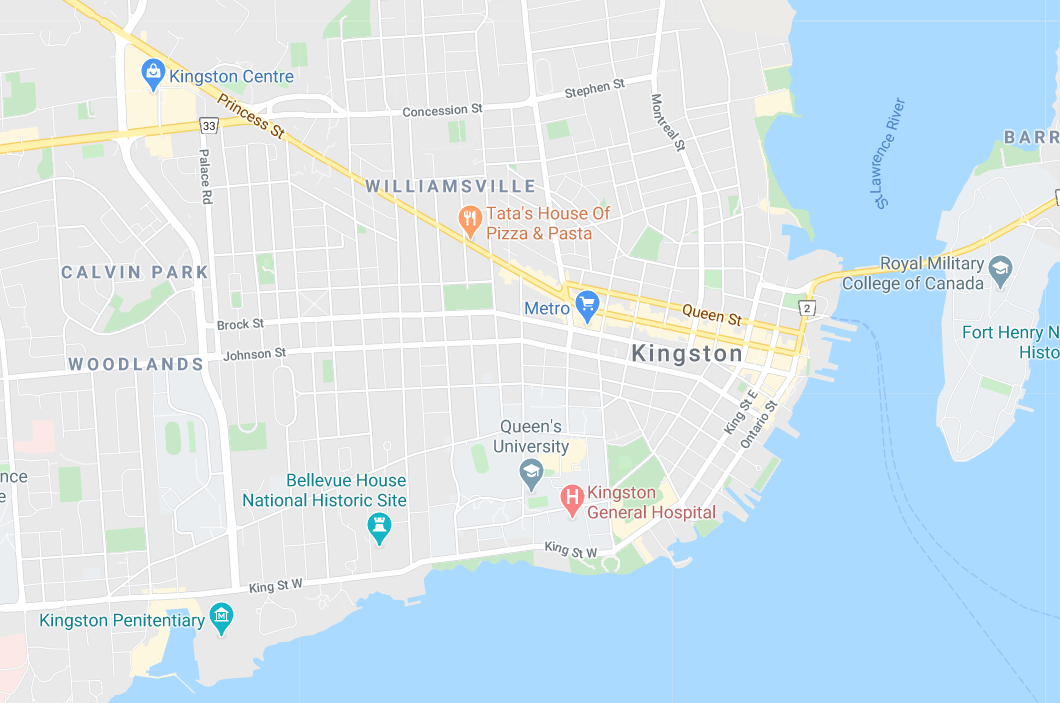 Kingston Centre
Princess St
33
Concession St
Stephen St
Montreal St
St Lawrence River
BARR
Palace Rd
WILLIAMSVILLE
Tata's House Of
Pizza & Pasta
CALVIN PARK
Royal Military
College of Canada
Metro
Queen St
2
Brock St
Fort Henry N
Histo
Johnson St
Kingston
WOODLANDS
King St E
Ontario St
Queen's
University
nce
e
Bellevue House
National Historic Site
Kingston
General Hospital
H
King St W
King St W
Kingston Penitentiary
M